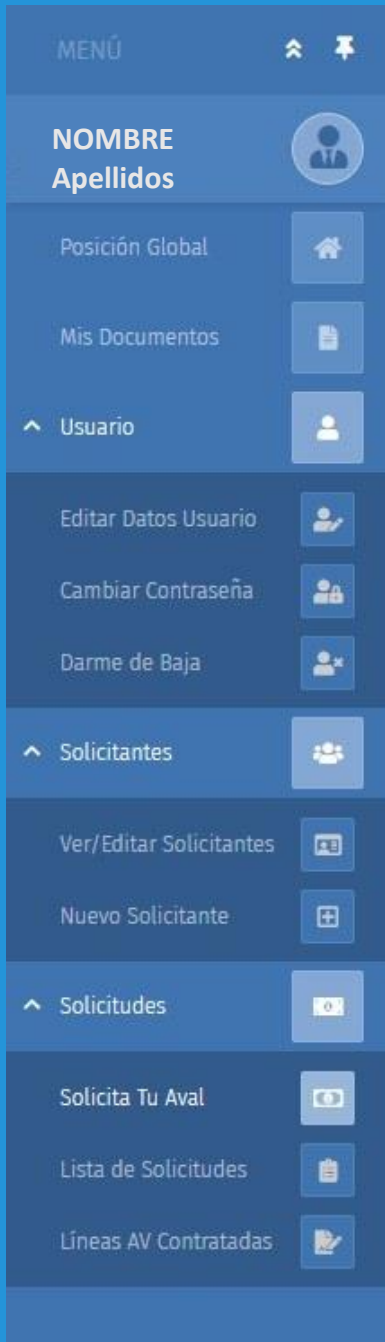 MENÚ
NOMBRE
Apellidos
Posición Global
Mis Documentos
Usuario
Editar Datos Usuario
Cambiar Contraseña
Darme de Baja
Solicitantes
Ver/Editar Solicitantes
Nuevo Solicitante
Solicitudes
Solicita Tu Aval
Lista de Solicitudes
Líneas AV Contratadas